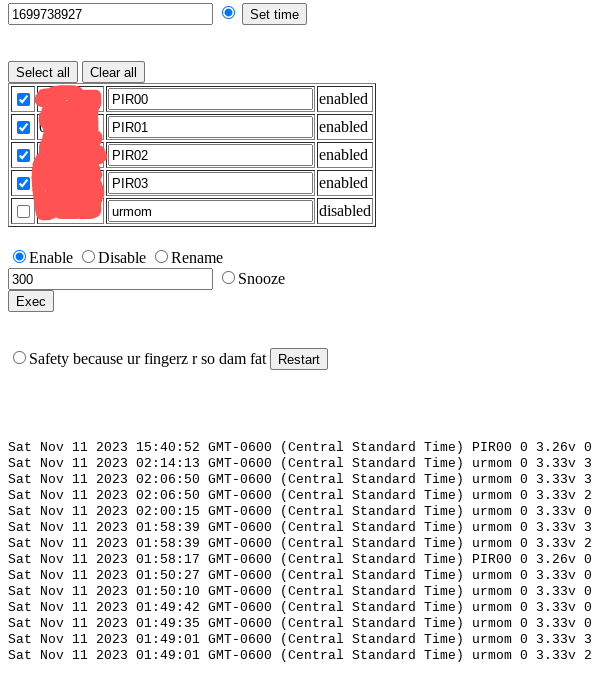 1699738927 Set time
Select all Clear all
PIR00 enabled
PIR01 enabled
PIR02 enabled
PIR03 enabled
urmom disabled
Enable Disable Rename
300 Snooze
Exec
Safety because ur fingerz r so dam fat Restart
Sat Nov 11 2023 15:40:52 GMT-0600 (Central Standard Time) PIR00 0 3.26v 0
Sat Nov 11 2023 02:14:13 GMT-0600 (Central Standard Time) urmom 0 3.33v 3
Sat Nov 11 2023 02:06:50 GMT-0600 (Central Standard Time) urmom 0 3.33v 3
Sat Nov 11 2023 02:06:50 GMT-0600 (Central Standard Time) urmom 0 3.33v 2
Sat Nov 11 2023 02:00:15 GMT-0600 (Central Standard Time) urmom 0 3.33v 0
Sat Nov 11 2023 01:58:39 GMT-0600 (Central Standard Time) urmom 0 3.33v 3
Sat Nov 11 2023 01:58:39 GMT-0600 (Central Standard Time) urmom 0 3.33v 2
Sat Nov 11 2023 01:58:17 GMT-0600 (Central Standard Time) PIR00 0 3.26v 0
Sat Nov 11 2023 01:50:27 GMT-0600 (Central Standard Time) urmom 0 3.33v 0
Sat Nov 11 2023 01:50:10 GMT-0600 (Central Standard Time) urmom 0 3.33v 0
Sat Nov 11 2023 01:49:42 GMT-0600 (Central Standard Time) urmom 0 3.33v 0
Sat Nov 11 2023 01:49:35 GMT-0600 (Central Standard Time) urmom 0 3.33v 0
Sat Nov 11 2023 01:49:01 GMT-0600 (Central Standard Time) urmom 0 3.33v 3
Sat Nov 11 2023 01:49:01 GMT-0600 (Central Standard Time) urmom 0 3.33v 2